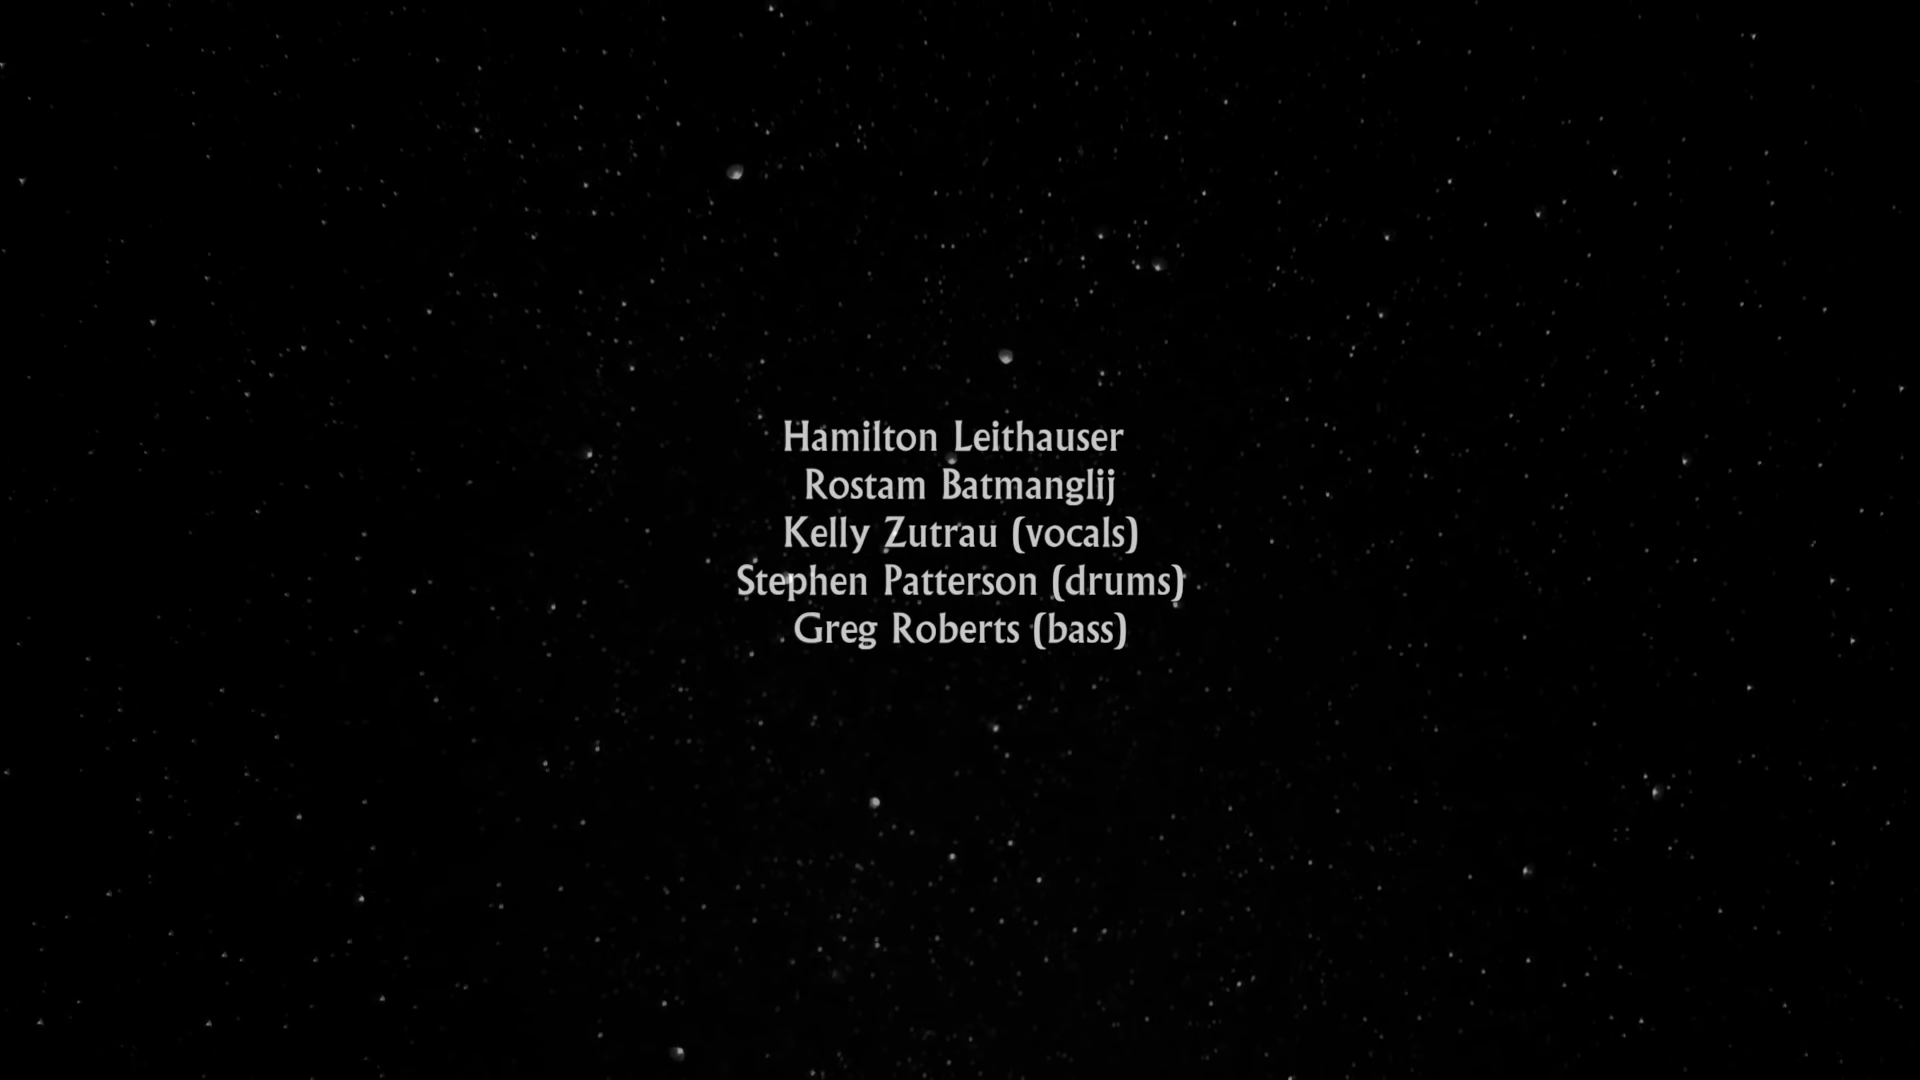 Hamilton Leithauser
Rostam Batmanglij
Kelly Zutrau (vocals)
Stephen Patterson (drums)
Greg Roberts (bass)